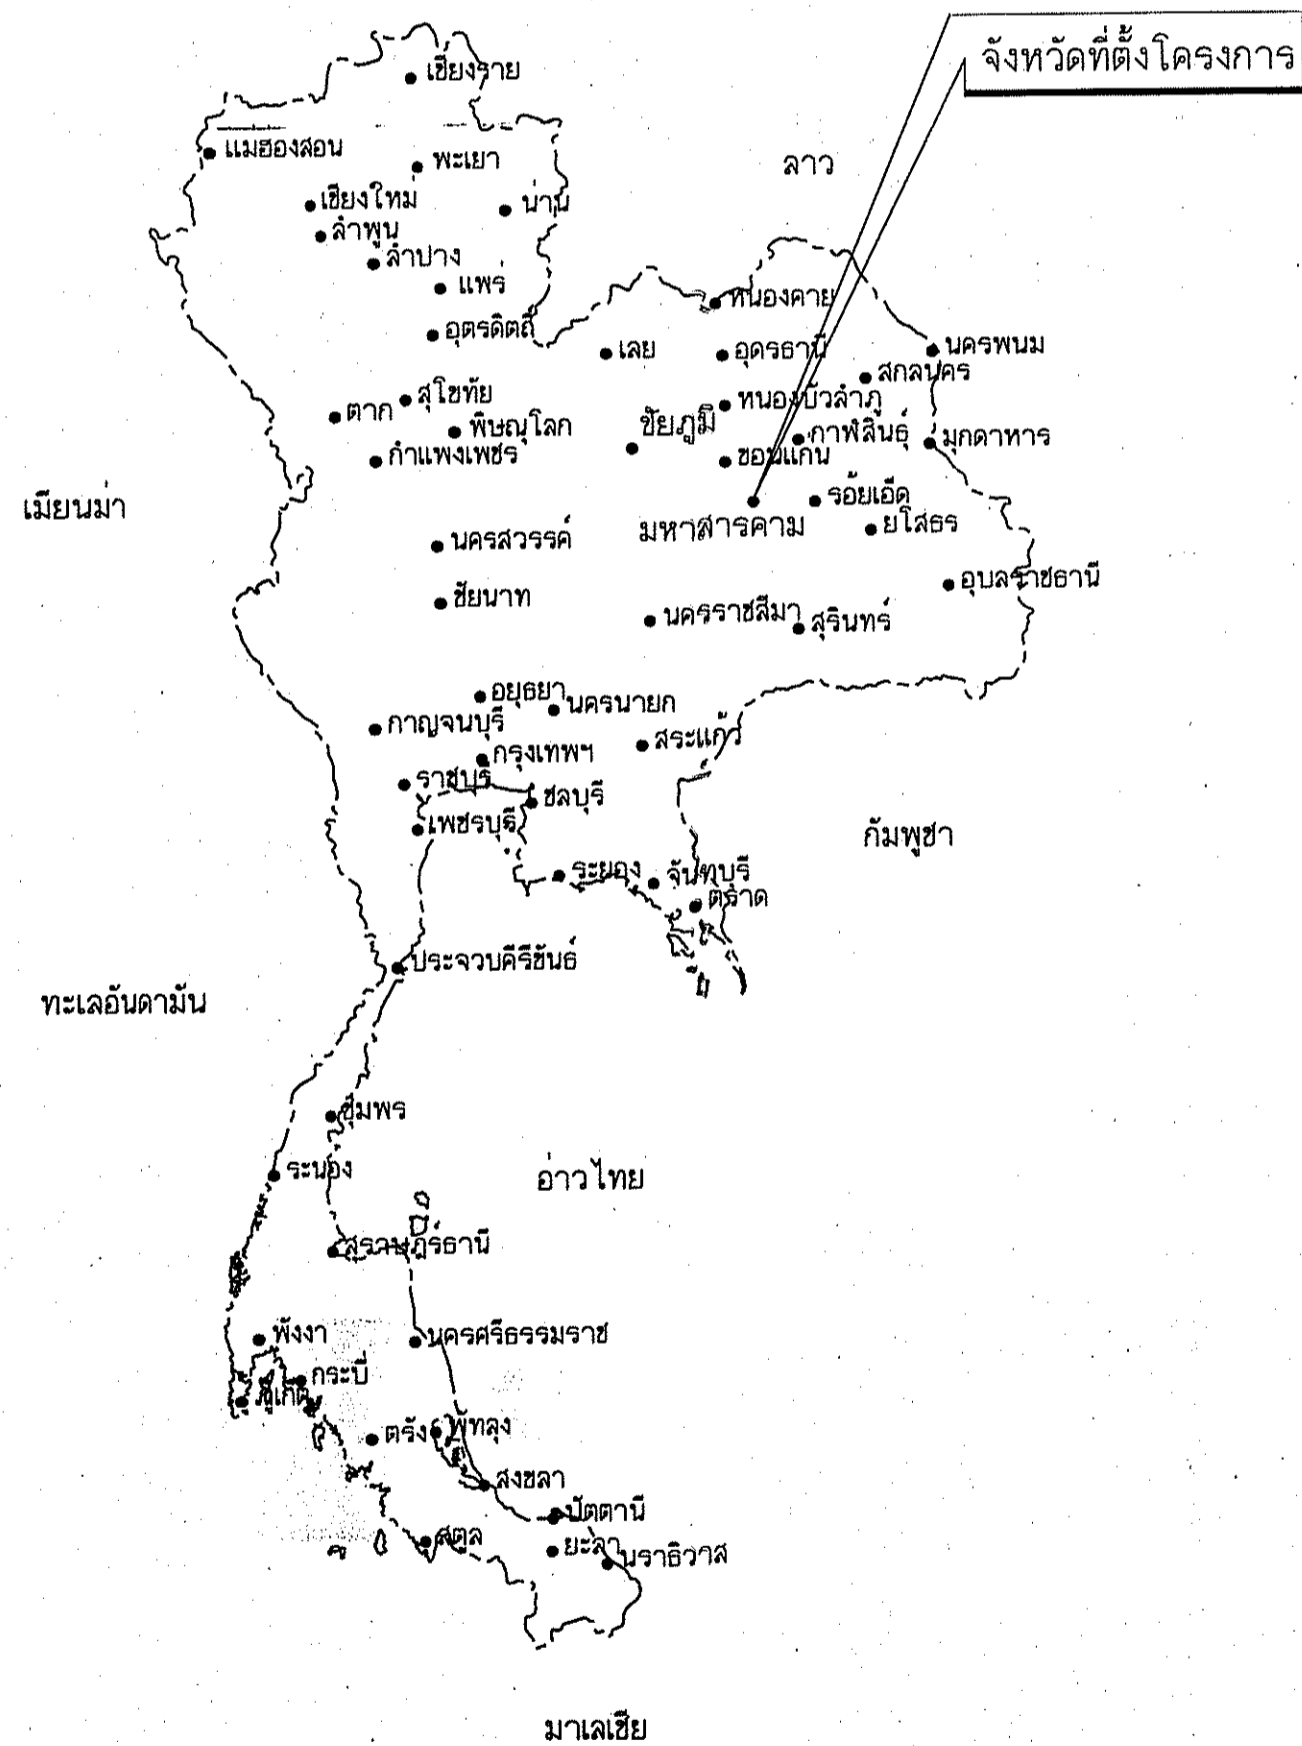 จังหวัดที่ตั้งโครงการ
เชียงราย
แม่ฮองสอน
พะเยา
ลาว
เชียงใหม่
น่าน
ลำพูน
ลำปาง
แพร่
หนองคาย
อุตรดิตถ์
เลย
อุดรธานี
นครพนม
สกลนคร
สุโขทัย
ตาก
หนองบัวลำภู
พิษณุโลก
ชัยภูมิ
กาฬสินธุ์
มุกดาหาร
กำแพงเพชร
ขอนแก่น
เมียนม่า
ร้อยเอ็ด
มหาสารคาม
ยโสธร
นครสวรรค์
อุบลราชธานี
ชัยนาท
นครราชสีมา
สุรินทร์
อยุธยา
นครนายก
กาญจนบุรี
สระแก้ว
กรุงเทพฯ
ราชบุรี
ชลบุรี
เพชรบุรี
กัมพูชา
ระยอง
จันทบุรี
ตราด
ประจวบคีรีขันธ์
ทะเลอันดามัน
ชุมพร
ระนอง
อ่าวไทย
สุราษฎร์ธานี
พังงา
นครศรีธรรมราช
กระบี่
ภูเก็ต
ตรัง
พัทลุง
สงขลา
ปัตตานี
สตูล
ยะลา
นราธิวาส
มาเลเซีย